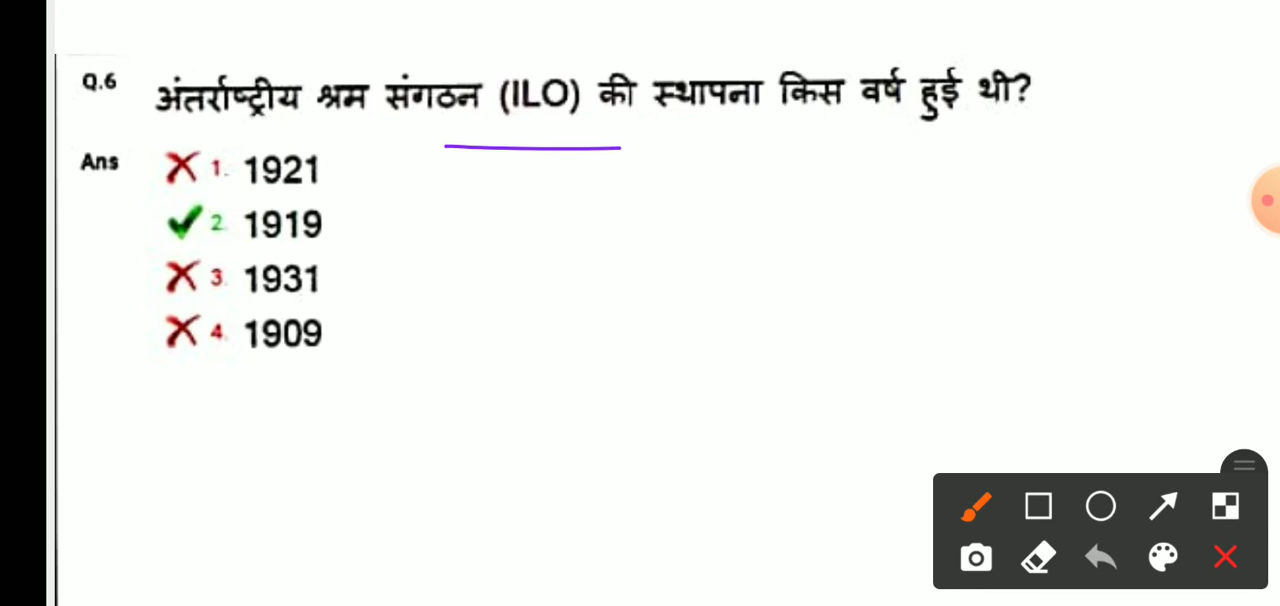 Q.6 अंतर्राष्ट्रीय श्रम संगठन (ILO) की स्थापना किस वर्ष हुई थी?
Ans 1. 1921
2. 1919
3. 1931
4. 1909